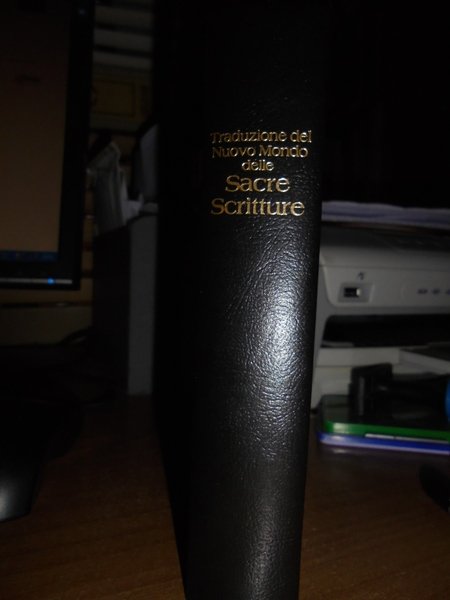 Traduzione del
Nuovo Mondo
delle
Sacre
Scritture